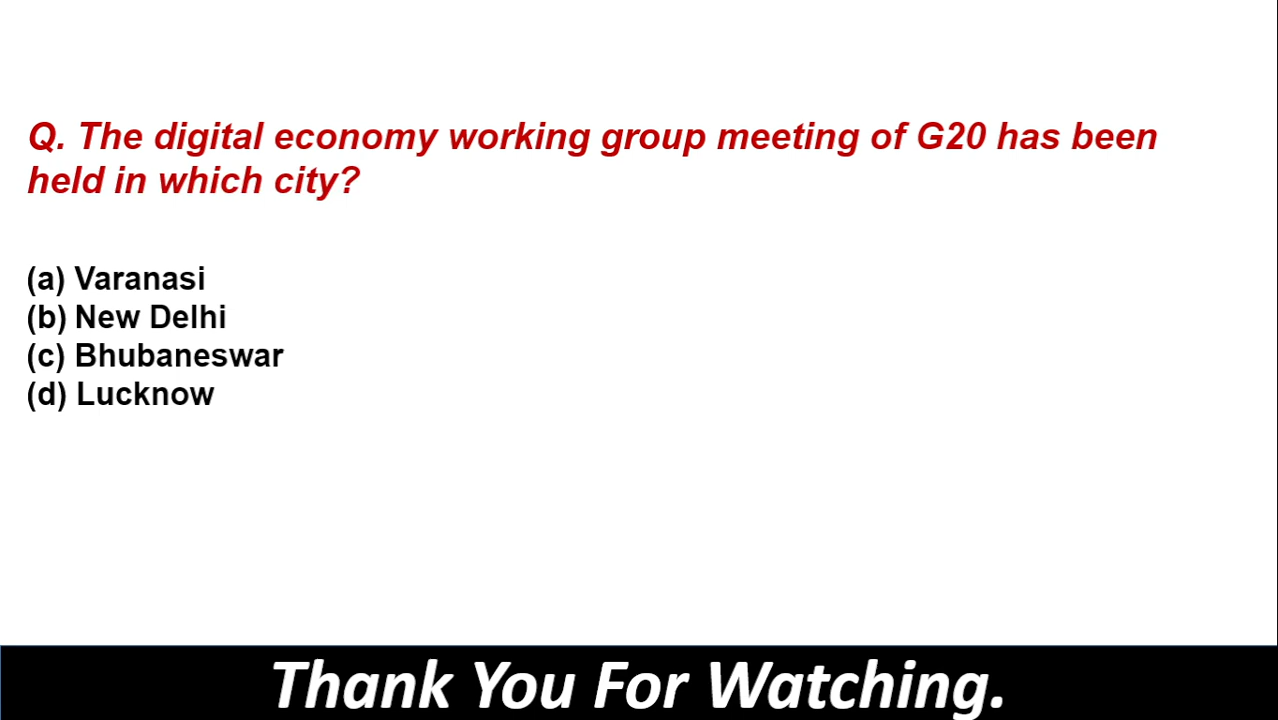 Q. The digital economy working group meeting of G20 has been
held in which city?
(a) Varanasi
(b) New Delhi
(c) Bhubaneswar
(d) Lucknow
Thank You For Watching.